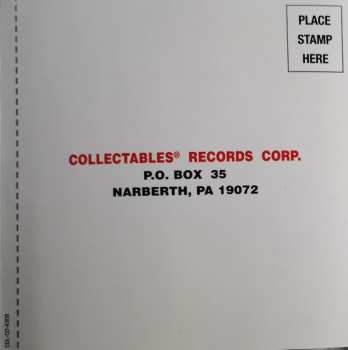 PLACE
STAMP
HERE
COLLECTABLES® RECORDS CORP.
P.O. BOX 35
NARBERTH, PA 19072